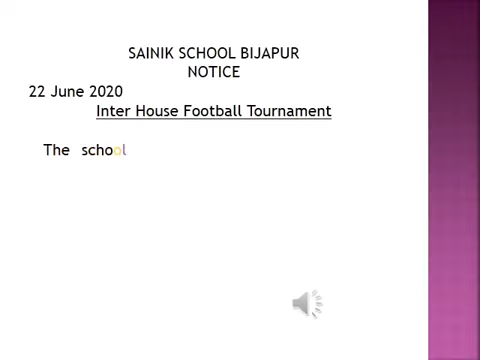 SAINIK SCHOOL BIJAPUR
NOTICE
22 June 2020
Inter House Football Tournament
The school